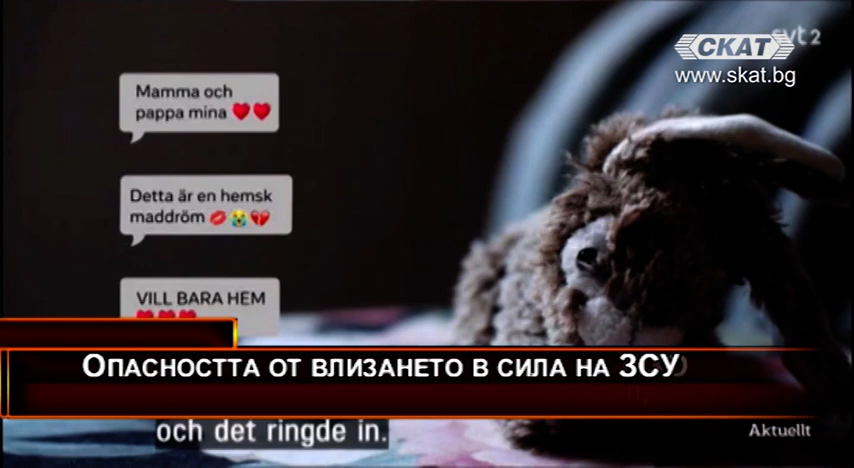 СКАТ
svt2
www.skat.bg
Mamma och
pappa mina ❤️❤️
Detta är en hemsk
maddröm 💋😭💔
VILL BARA HEM
❤️❤️❤️
Опасността от влизането в сила на ЗСУ
och det ringde in.
Aktuellt